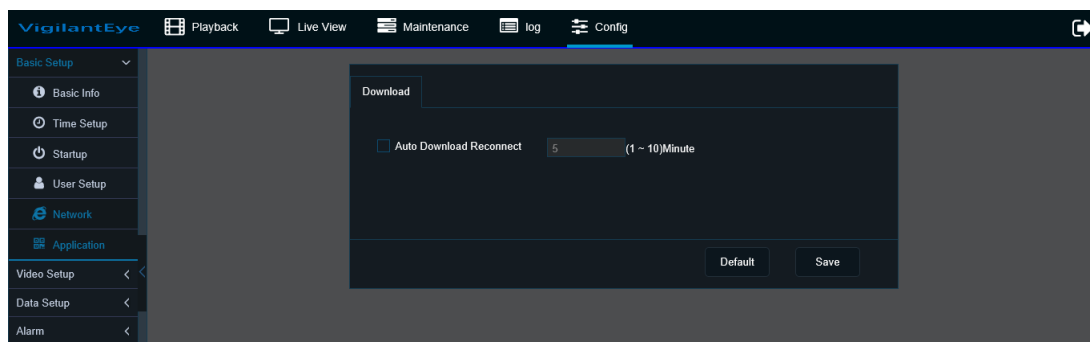 VigilantEye Playback Live View Maintenance log Config
Basic Setup
Basic Info
Time Setup
Startup
User Setup
Network
Application
Video Setup
Data Setup
Alarm
Download
Auto Download Reconnect 5 (1 ~ 10)Minute
Default Save